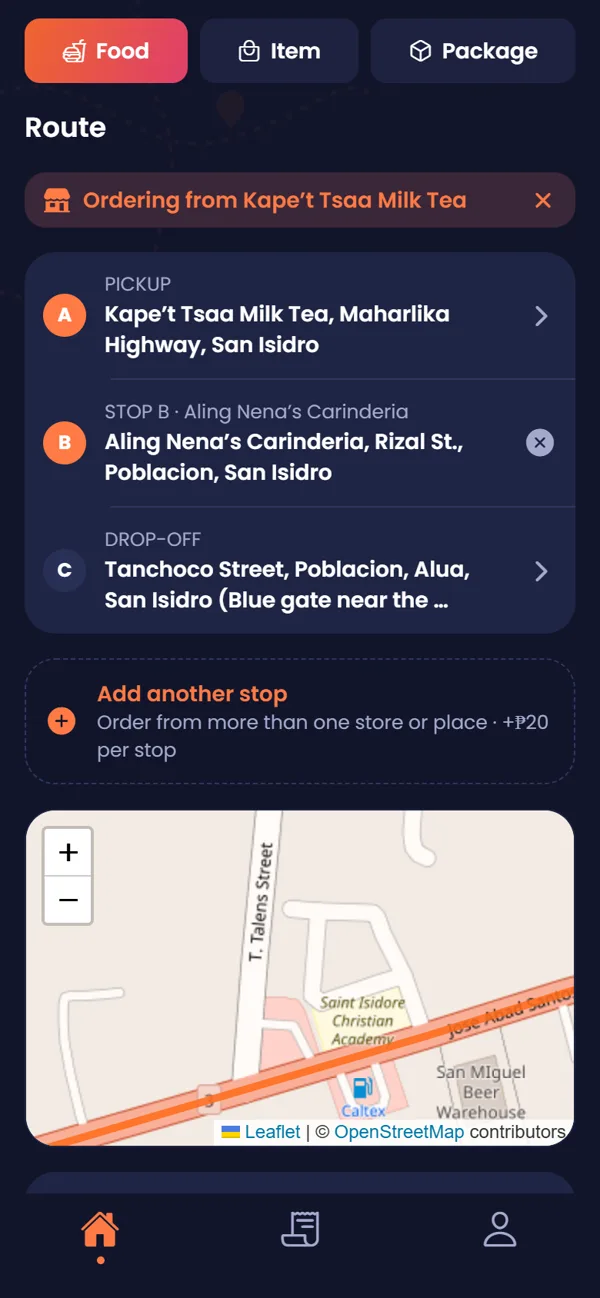 Food
Item
Package
Route
Ordering from Kape’t Tsaa Milk Tea
PICKUP
A
Kape’t Tsaa Milk Tea, Maharlika
Highway, San Isidro
STOP B · Aling Nena’s Carinderia
B
Aling Nena’s Carinderia, Rizal St.,
Poblacion, San Isidro
DROP-OFF
C
Tanchoco Street, Poblacion, Alua,
San Isidro (Blue gate near the ...
Add another stop
Order from more than one store or place · +₱20
per stop
+
−
T. Talens Street
Saint Isidore
Christian
Academy
Jose Abad Santos
San MIguel
Beer
Warehouse
3
Caltex
Leaflet | © OpenStreetMap contributors